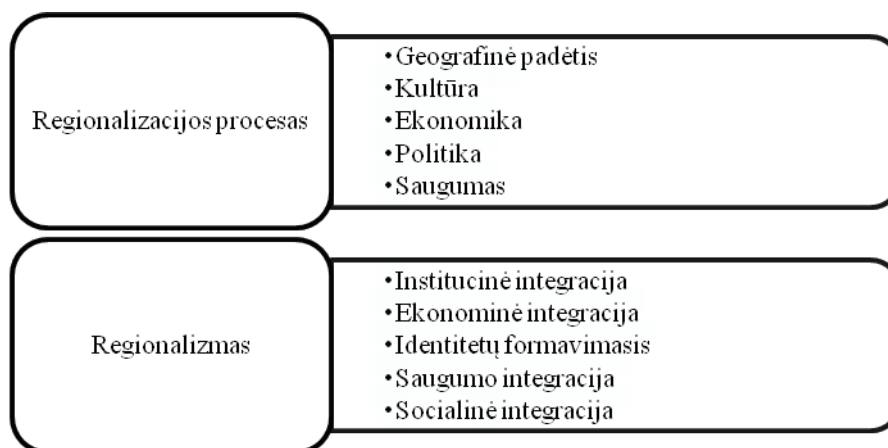 Regionalizacijos procesas
•Geografinė padėtis
•Kultūra
•Ekonomika
•Politika
•Saugumas
Regionalizmas
•Institucinė integracija
•Ekonominė integracija
•Identitetų formavimasis
•Saugumo integracija
•Socialinė integracija